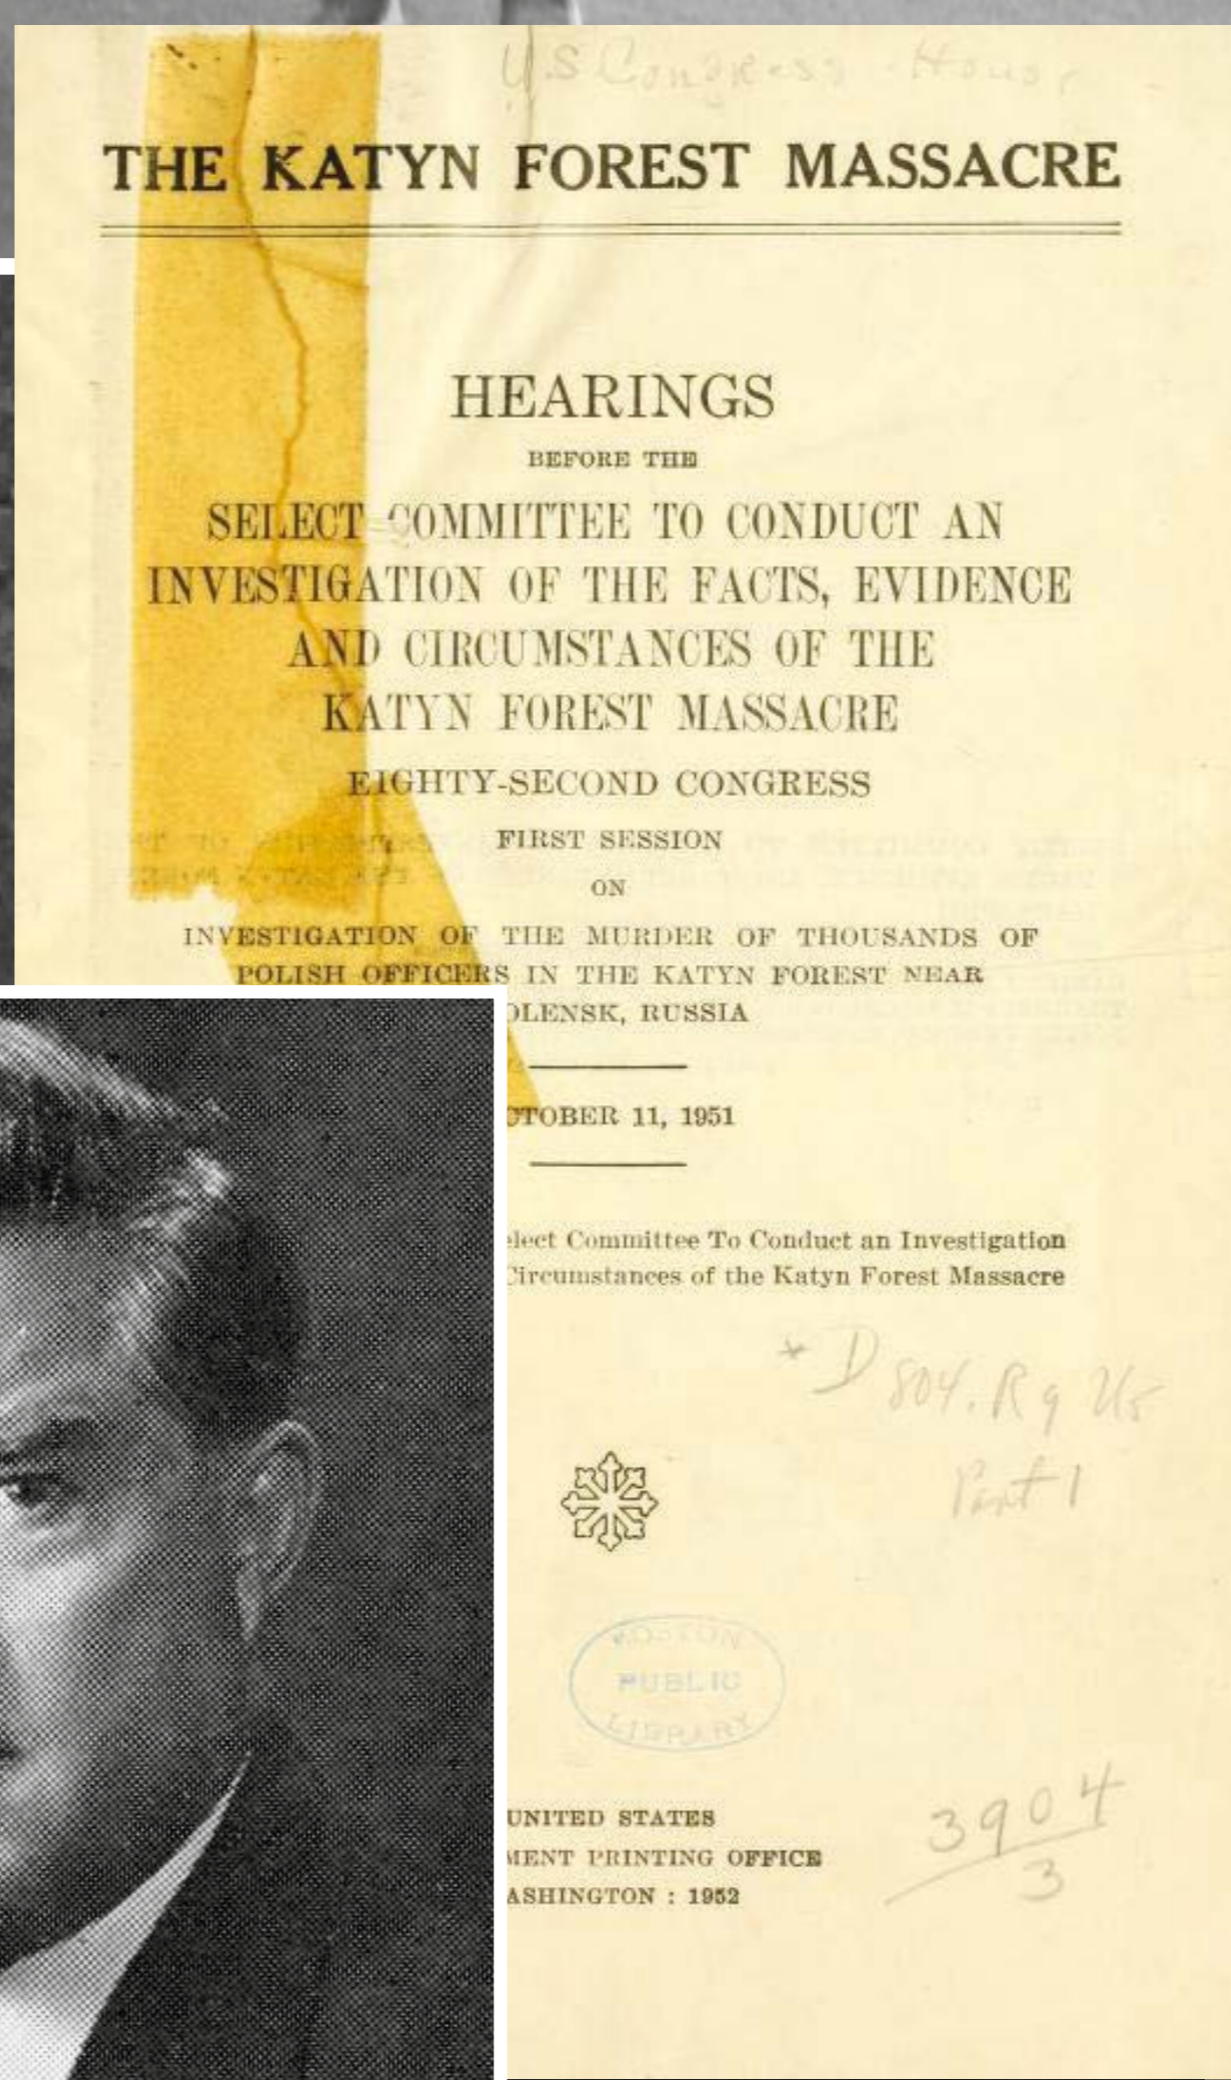 U.S Congress House
THE KATYN FOREST MASSACRE
HEARINGS
BEFORE THE
SELECT COMMITTEE TO CONDUCT AN
INVESTIGATION OF THE FACTS, EVIDENCE
AND CIRCUMSTANCES OF THE
KATYN FOREST MASSACRE
EIGHTY-SECOND CONGRESS
FIRST SESSION
ON
INVESTIGATION OF THE MURDER OF THOUSANDS OF
POLISH OFFICERS IN THE KATYN FOREST NEAR
OLENSK, RUSSIA
CTOBER 11, 1951
elect Committee To Conduct an Investigation
Circumstances of the Katyn Forest Massacre
* D 804.R9 U5
Part 1
BOSTON
PUBLIC
LIBRARY
UNITED STATES
MENT PRINTING OFFICE
ASHINGTON : 1952
3904
3